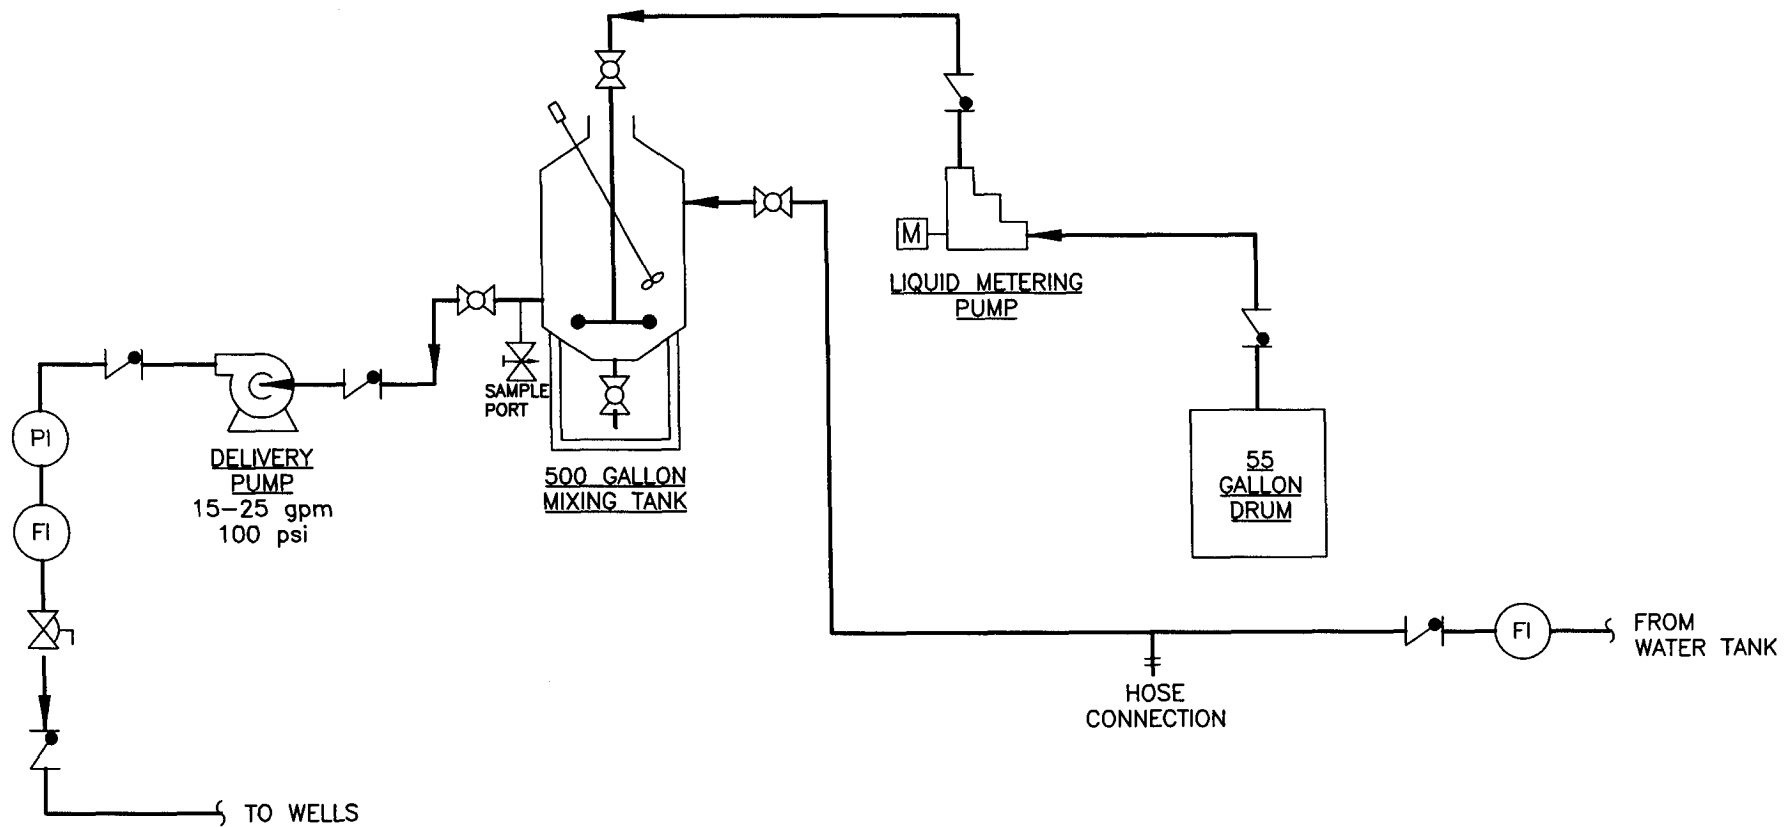 M
LIQUID METERING
PUMP
SAMPLE
PORT
PI
DELIVERY
PUMP
15-25 gpm
100 psi
500 GALLON
MIXING TANK
55
GALLON
DRUM
FI
FI
FROM
WATER TANK
HOSE
CONNECTION
TO WELLS